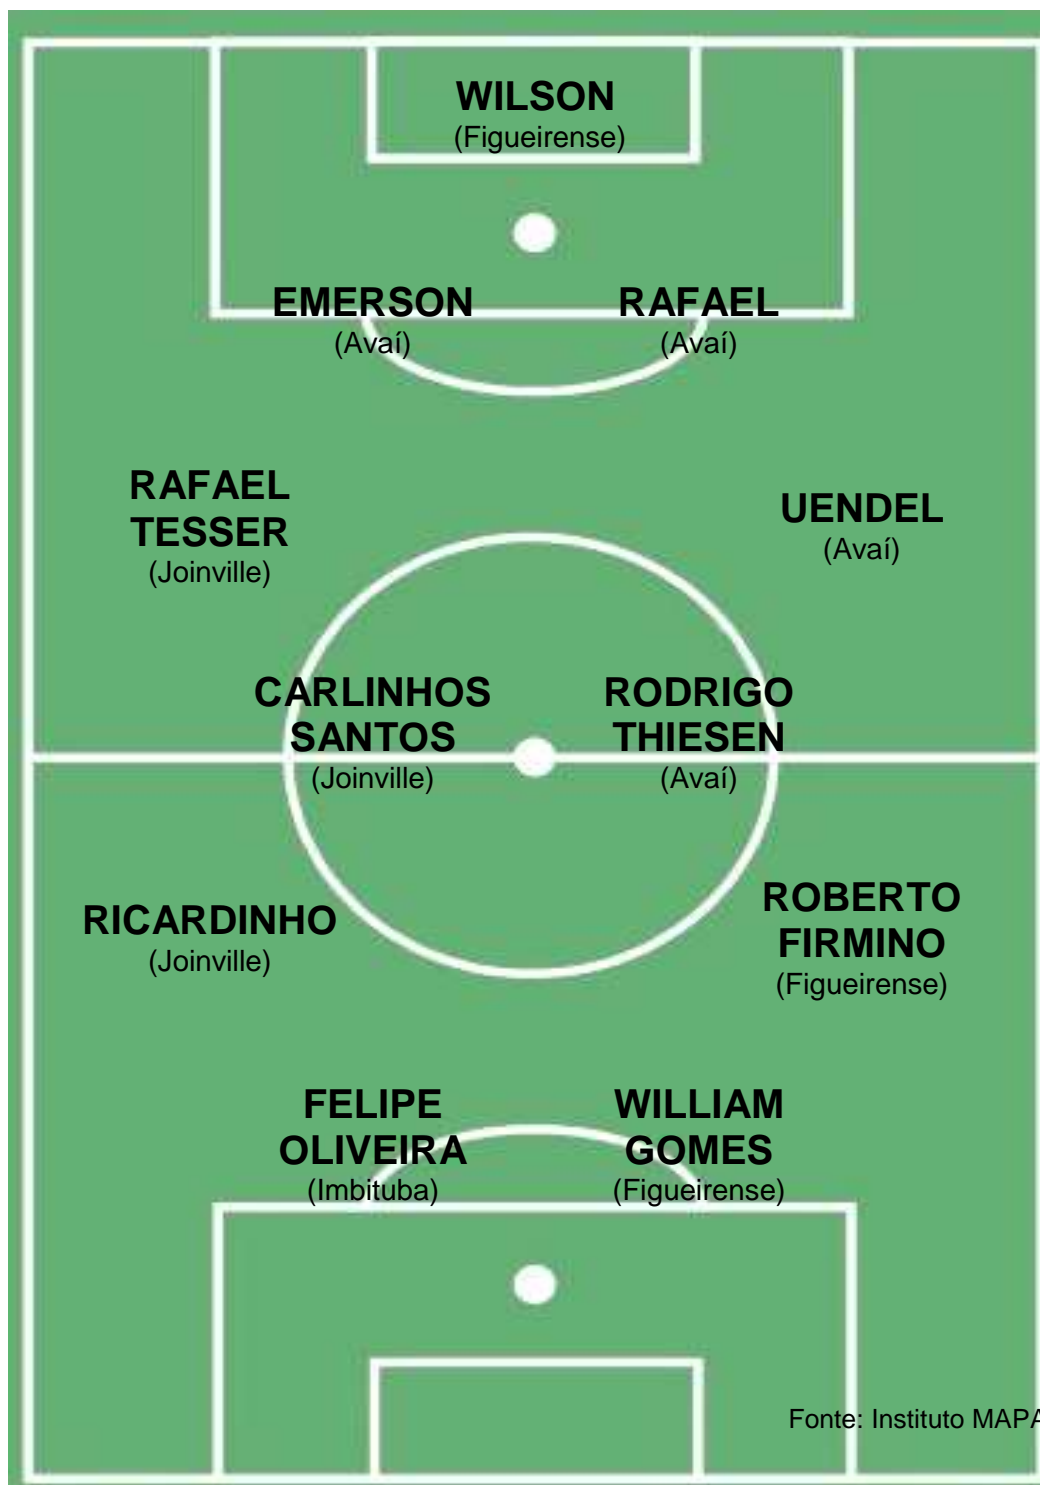 WILSON
(Figueirense)
EMERSON
(Avaí)
RAFAEL
(Avaí)
RAFAEL
TESSER
(Joinville)
UENDEL
(Avaí)
CARLINHOS
SANTOS
(Joinville)
RODRIGO
THIESEN
(Avaí)
RICARDINHO
(Joinville)
ROBERTO
FIRMINO
(Figueirense)
FELIPE
OLIVEIRA
(Imbituba)
WILLIAM
GOMES
(Figueirense)
Fonte: Instituto MAPA